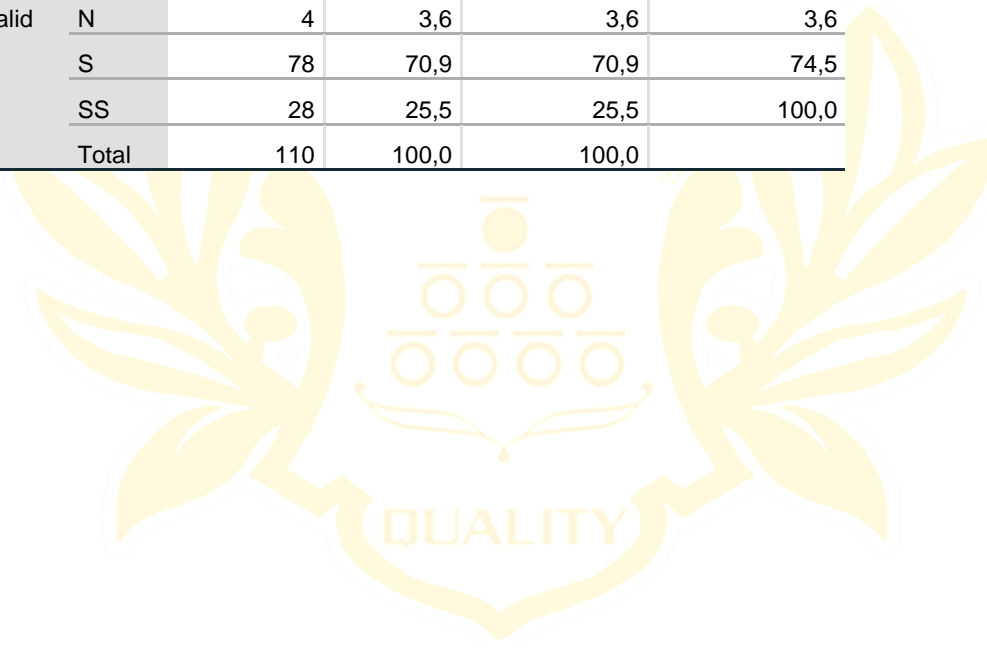 alid N 4 3,6 3,6 3,6
S 78 70,9 70,9 74,5
SS 28 25,5 25,5 100,0
Total 110 100,0 100,0
QUALITY